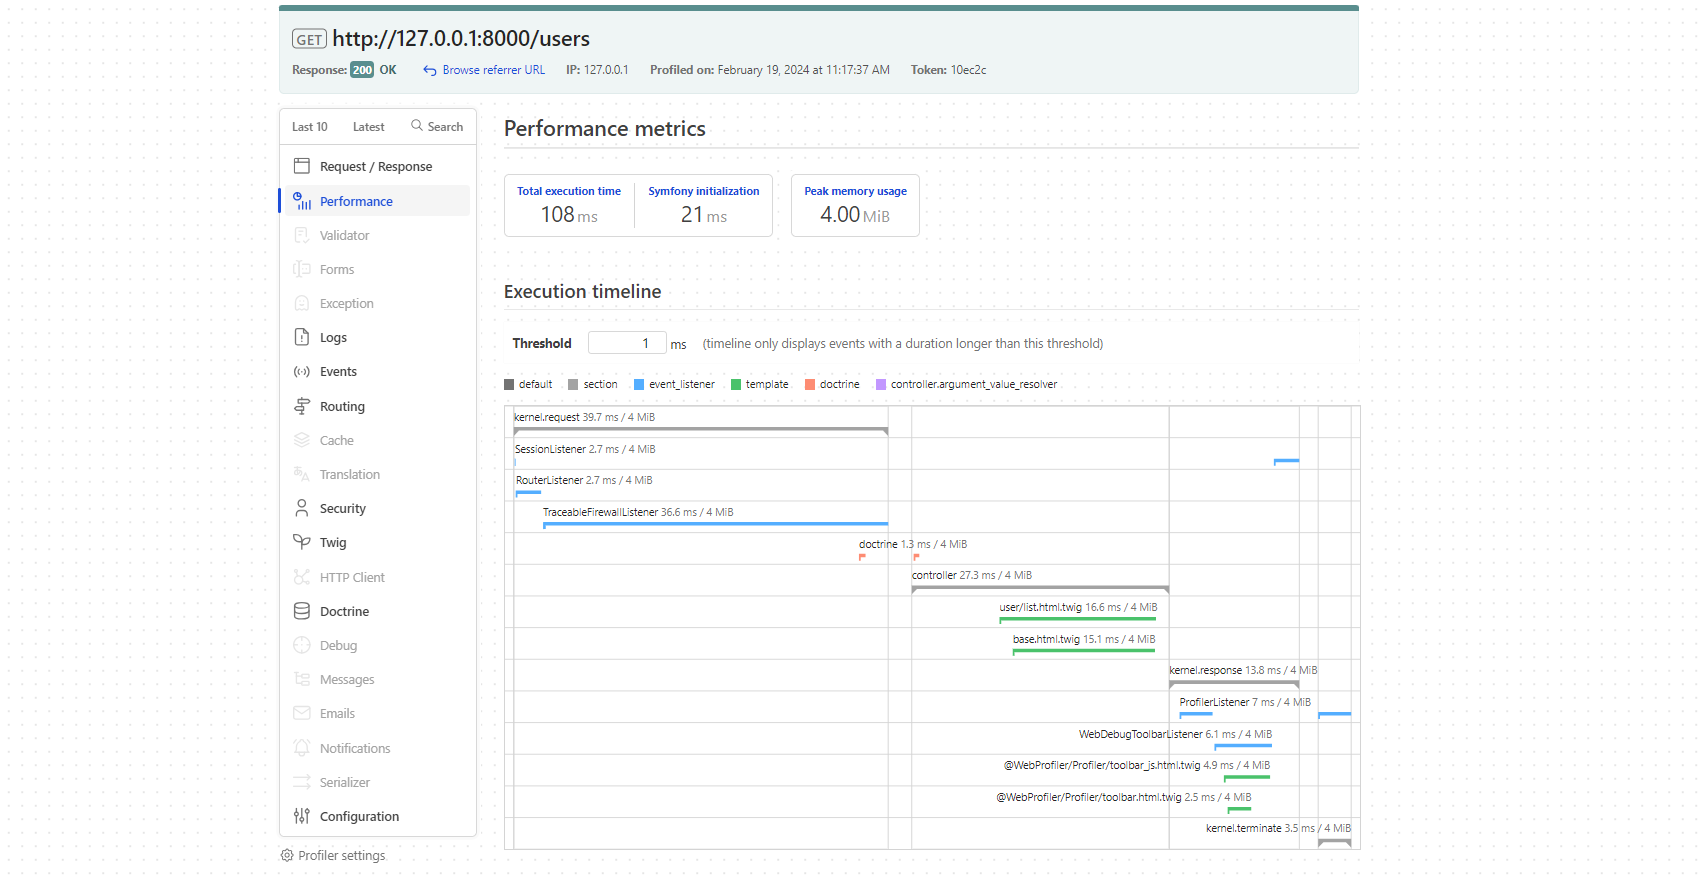 GET http://127.0.0.1:8000/users
Response: 200 OK Browse referrer URL IP: 127.0.0.1 Profiled on: February 19, 2024 at 11:17:37 AM Token: 10ec2c
Last 10 Latest Search
Request / Response
Performance
Validator
Forms
Exception
Logs
Events
Routing
Cache
Translation
Security
Twig
HTTP Client
Doctrine
Debug
Messages
Emails
Notifications
Serializer
Configuration
Profiler settings
Performance metrics
Total execution time
108 ms
Symfony initialization
21 ms
Peak memory usage
4.00 MiB
Execution timeline
Threshold 1 ms (timeline only displays events with a duration longer than this threshold)
default section event_listener template doctrine controller.argument_value_resolver
kernel.request 39.7 ms / 4 MiB
SessionListener 2.7 ms / 4 MiB
RouterListener 2.7 ms / 4 MiB
TraceableFirewallListener 36.6 ms / 4 MiB
doctrine 1.3 ms / 4 MiB
controller 27.3 ms / 4 MiB
user/list.html.twig 16.6 ms / 4 MiB
base.html.twig 15.1 ms / 4 MiB
kernel.response 13.8 ms / 4 MiB
ProfilerListener 7 ms / 4 MiB
WebDebugToolbarListener 6.1 ms / 4 MiB
@WebProfiler/Profiler/toolbar_js.html.twig 4.9 ms / 4 MiB
@WebProfiler/Profiler/toolbar.html.twig 2.5 ms / 4 MiB
kernel.terminate 3.5 ms / 4 MiB